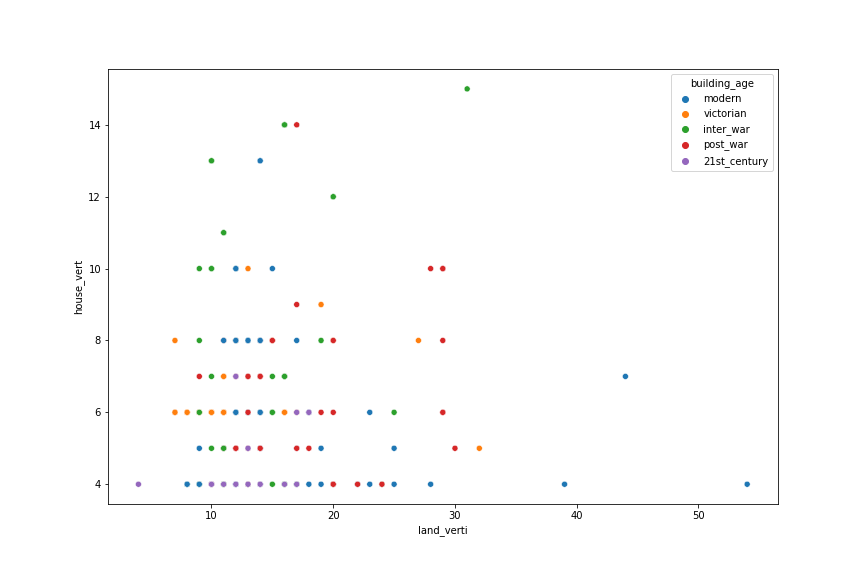 building_age
modern
victorian
inter_war
post_war
21st_century
house_vert
14
12
10
8
6
4
10
20
30
40
50
land_verti